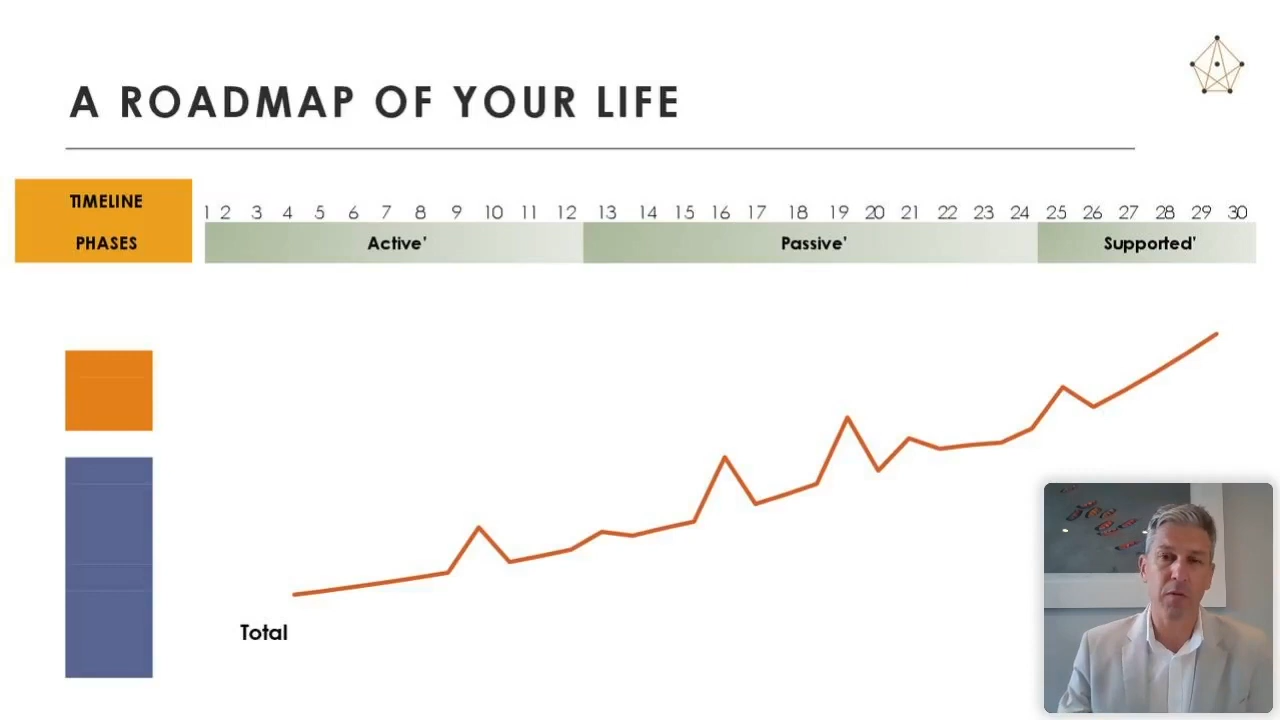 A ROADMAP OF YOUR LIFE
TIMELINE
1 2 3 4 5 6 7 8 9 10 11 12 13 14 15 16 17 18 19 20 21 22 23 24 25 26 27 28 29 30
PHASES Active’ Passive’ Supported’
Total